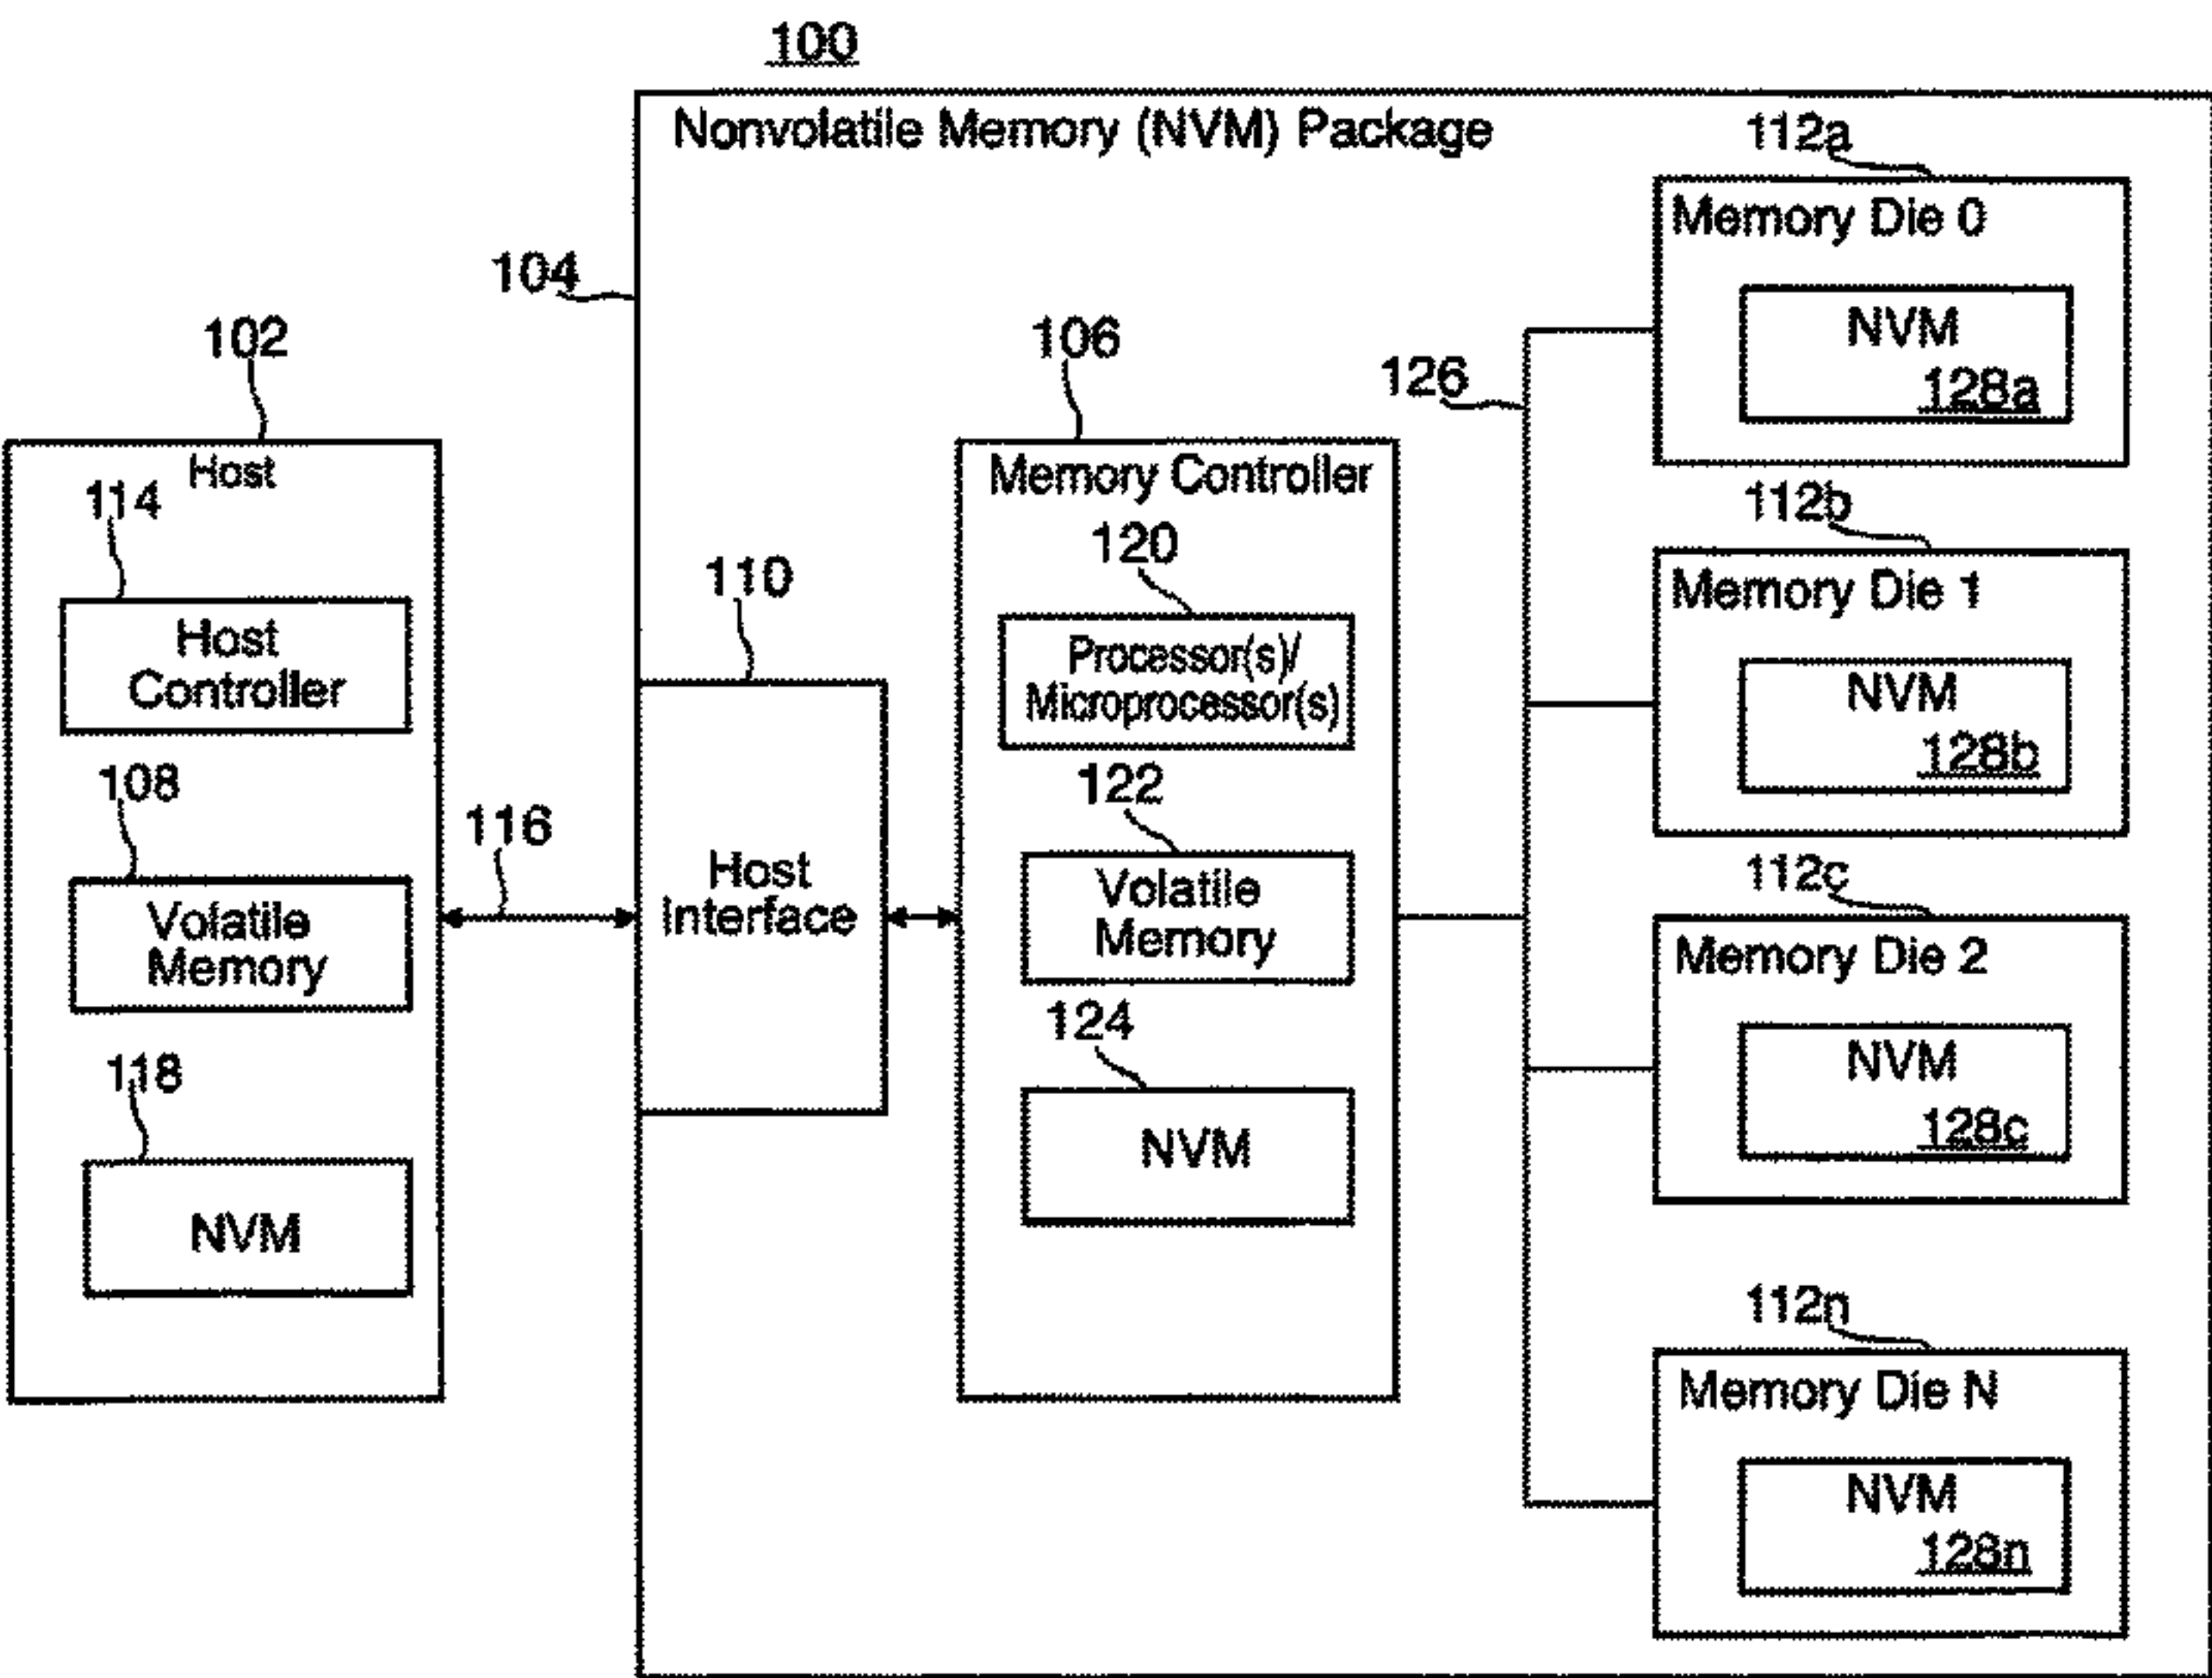 100
Nonvolatile Memory (NVM) Package
104
102
Host
114
Host
Controller
108
Volatile
Memory
118
NVM
116
110
Host
Interface
106
Memory Controller
120
Processor(s)/
Microprocessor(s)
122
Volatile
Memory
124
NVM
126
112a
Memory Die 0
NVM
128a
112b
Memory Die 1
NVM
128b
112c
Memory Die 2
NVM
128c
112n
Memory Die N
NVM
128n